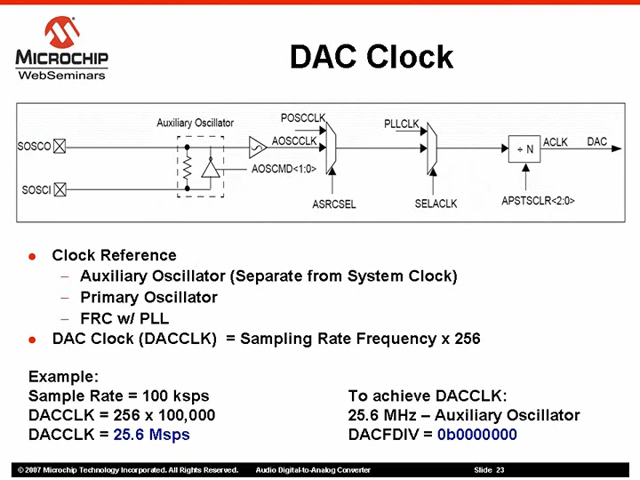 MICROCHIP
WebSeminars
DAC Clock
Auxiliary Oscillator
POSCCLK
PLLCLK
SOSCO
AOSCCLK
÷ N
ACLK
DAC
AOSCMD<1:0>
SOSCI
ASRCSEL
SELACLK
APSTSCLR<2:0>
• Clock Reference
– Auxiliary Oscillator (Separate from System Clock)
– Primary Oscillator
– FRC w/ PLL
• DAC Clock (DACCLK) = Sampling Rate Frequency x 256
Example:
Sample Rate = 100 ksps
DACCLK = 256 x 100,000
DACCLK = 25.6 Msps
To achieve DACCLK:
25.6 MHz – Auxiliary Oscillator
DACFDIV = 0b0000000
© 2007 Microchip Technology Incorporated. All Rights Reserved. Audio Digital-to-Analog Converter Slide 23